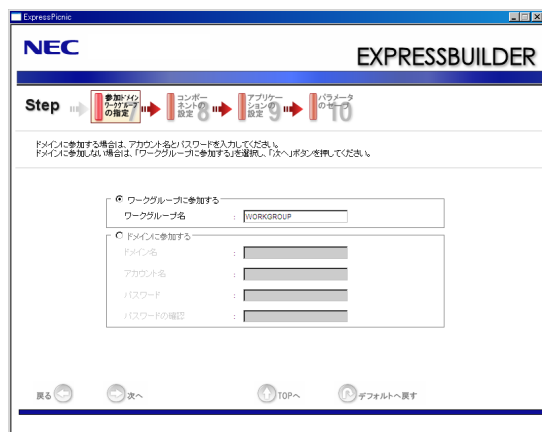 ExpressPicnic
NEC
EXPRESSBUILDER
Step
参加ドメイン
ワークグループ
の指定 7
コンポー
ネントの
設定 8
アプリケー
ションの
設定 9
パラメータ
のセーブ
10
ドメインに参加する場合は、アカウント名とパスワードを入力してください。
ドメインに参加しない場合は、「ワークグループに参加する」を選択し、「次へ」ボタンを押してください。
ワークグループに参加する
ワークグループ名 : WORKGROUP
ドメインに参加する
ドメイン名 :
アカウント名 :
パスワード :
パスワードの確認 :
戻る 次へ TOPへ デフォルトへ戻す